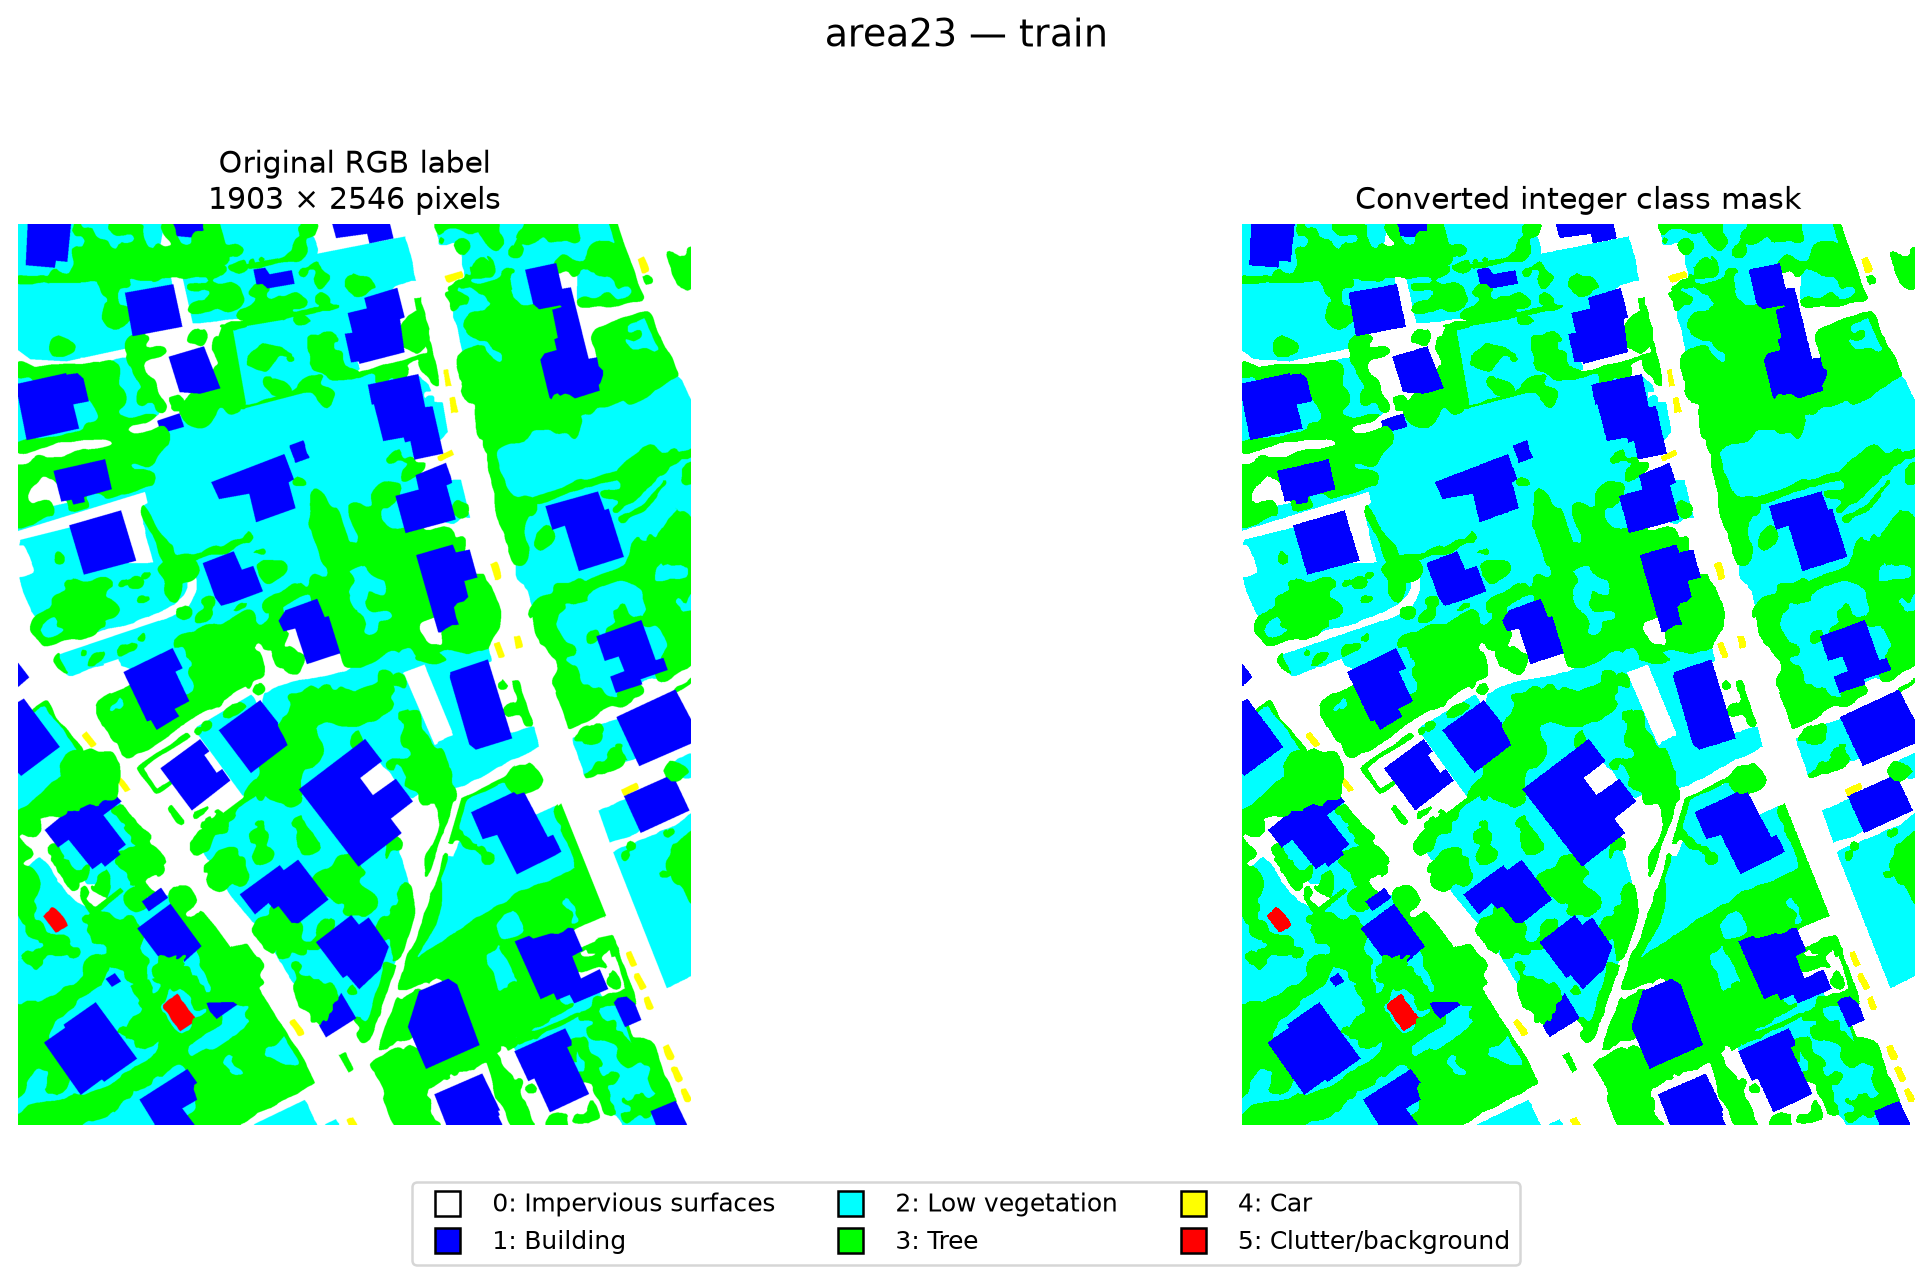 area23 — train
Original RGB label
1903 × 2546 pixels
Converted integer class mask
0: Impervious surfaces
1: Building
2: Low vegetation
3: Tree
4: Car
5: Clutter/background